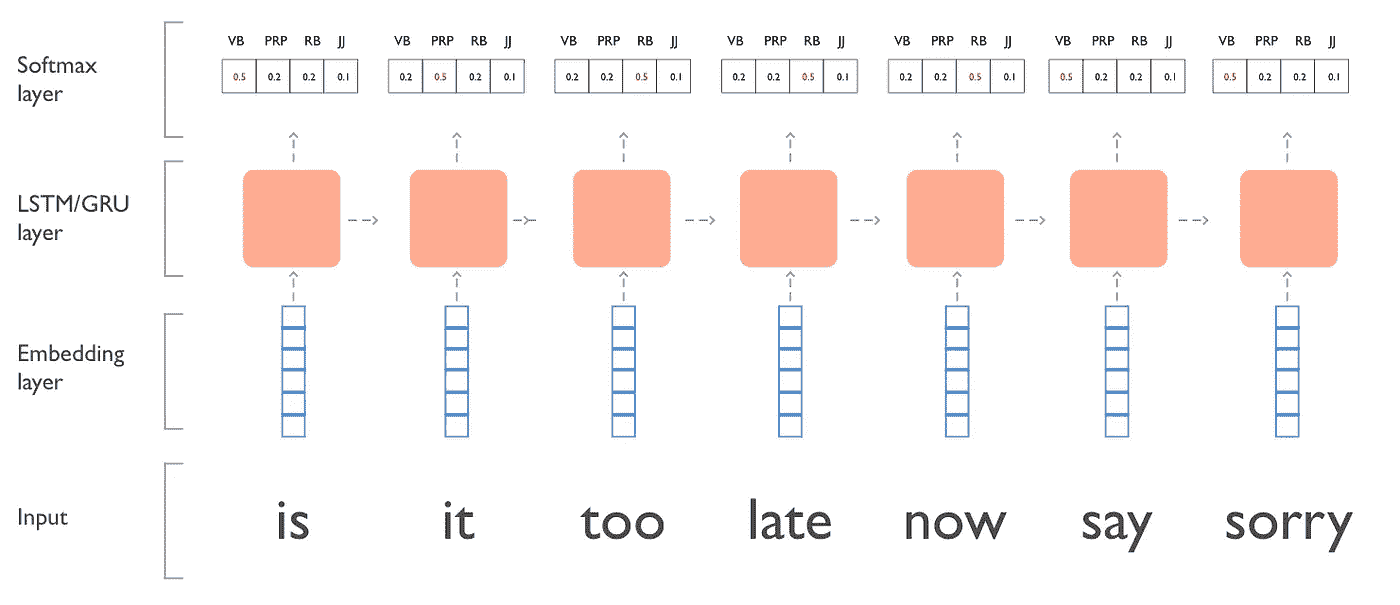 VB PRP RB JJ VB PRP RB JJ VB PRP RB JJ VB PRP RB JJ VB PRP RB JJ VB PRP RB JJ VB PRP RB JJ
Softmax
layer
0.5 0.2 0.2 0.1 0.2 0.5 0.2 0.1 0.2 0.2 0.5 0.1 0.2 0.2 0.5 0.1 0.2 0.2 0.5 0.1 0.5 0.2 0.2 0.1 0.5 0.2 0.2 0.1
LSTM/GRU
layer
Embedding
layer
Input is it too late now say sorry